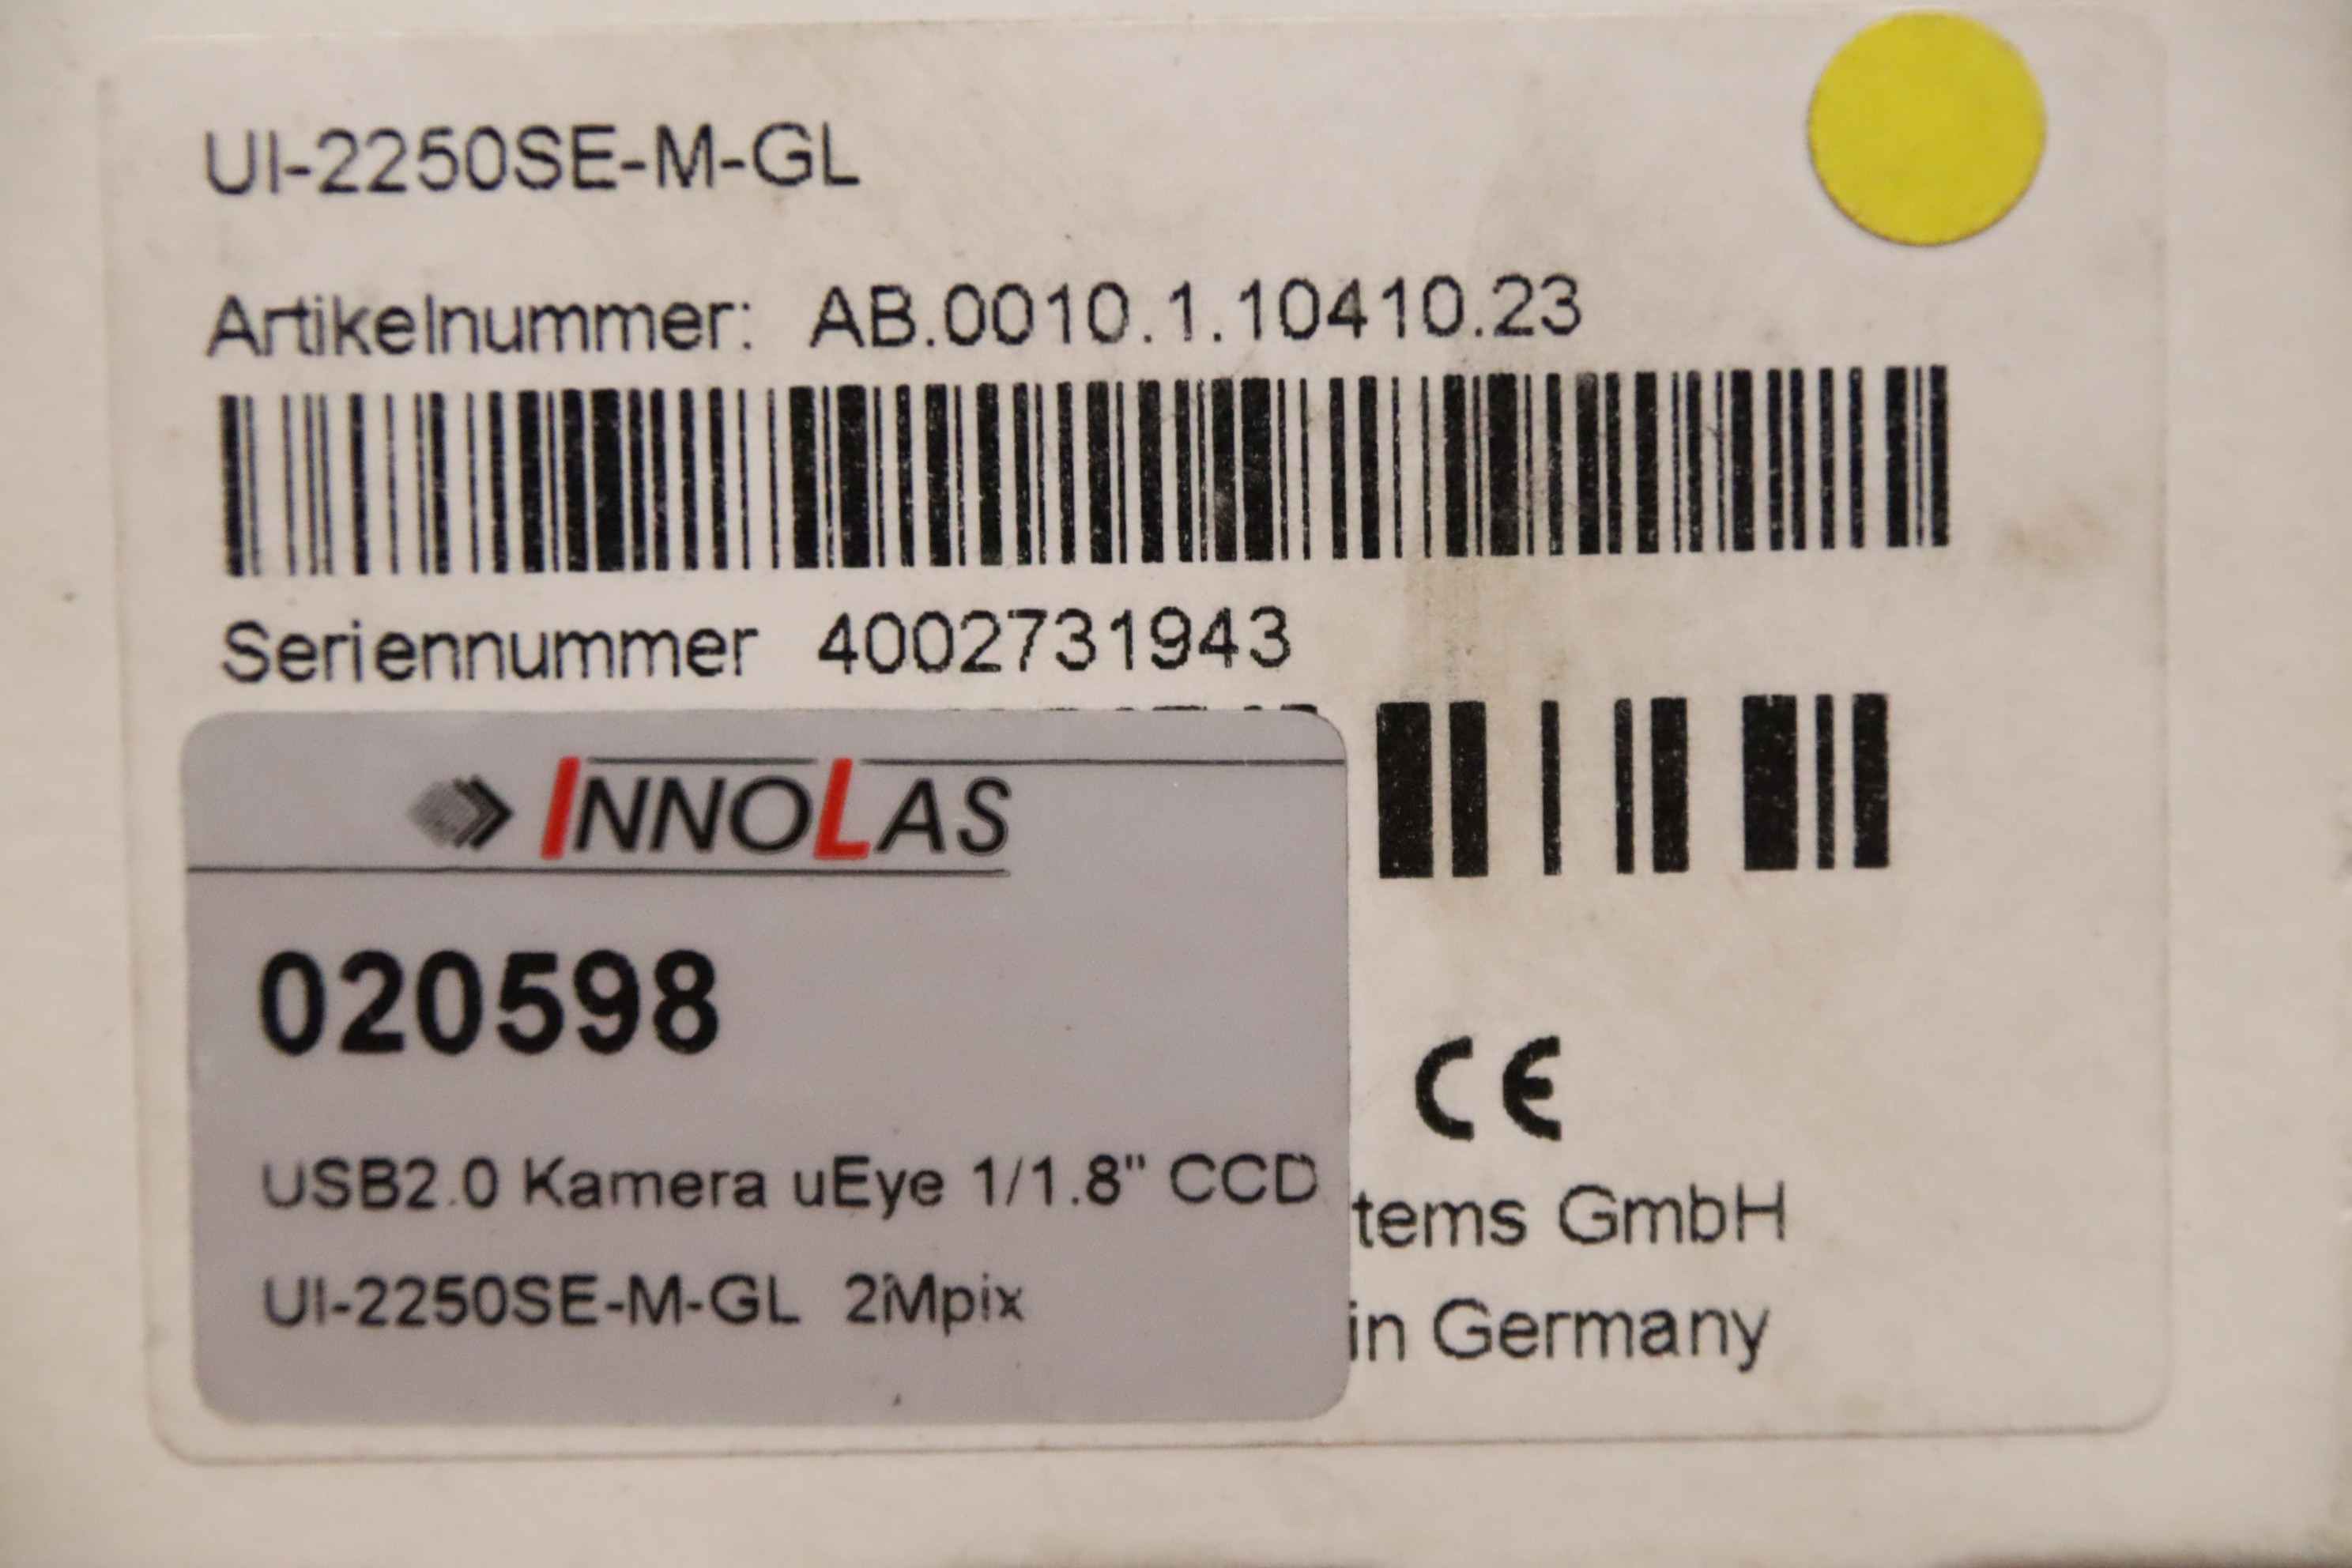 UI-2250SE-M-GL
Artikelnummer: AB.0010.1.10410.23
Seriennummer 4002731943
INNOLAS
020598
CE
USB2.0 Kamera uEye 1/1.8" CCD
tems GmbH
UI-2250SE-M-GL 2Mpix
in Germany